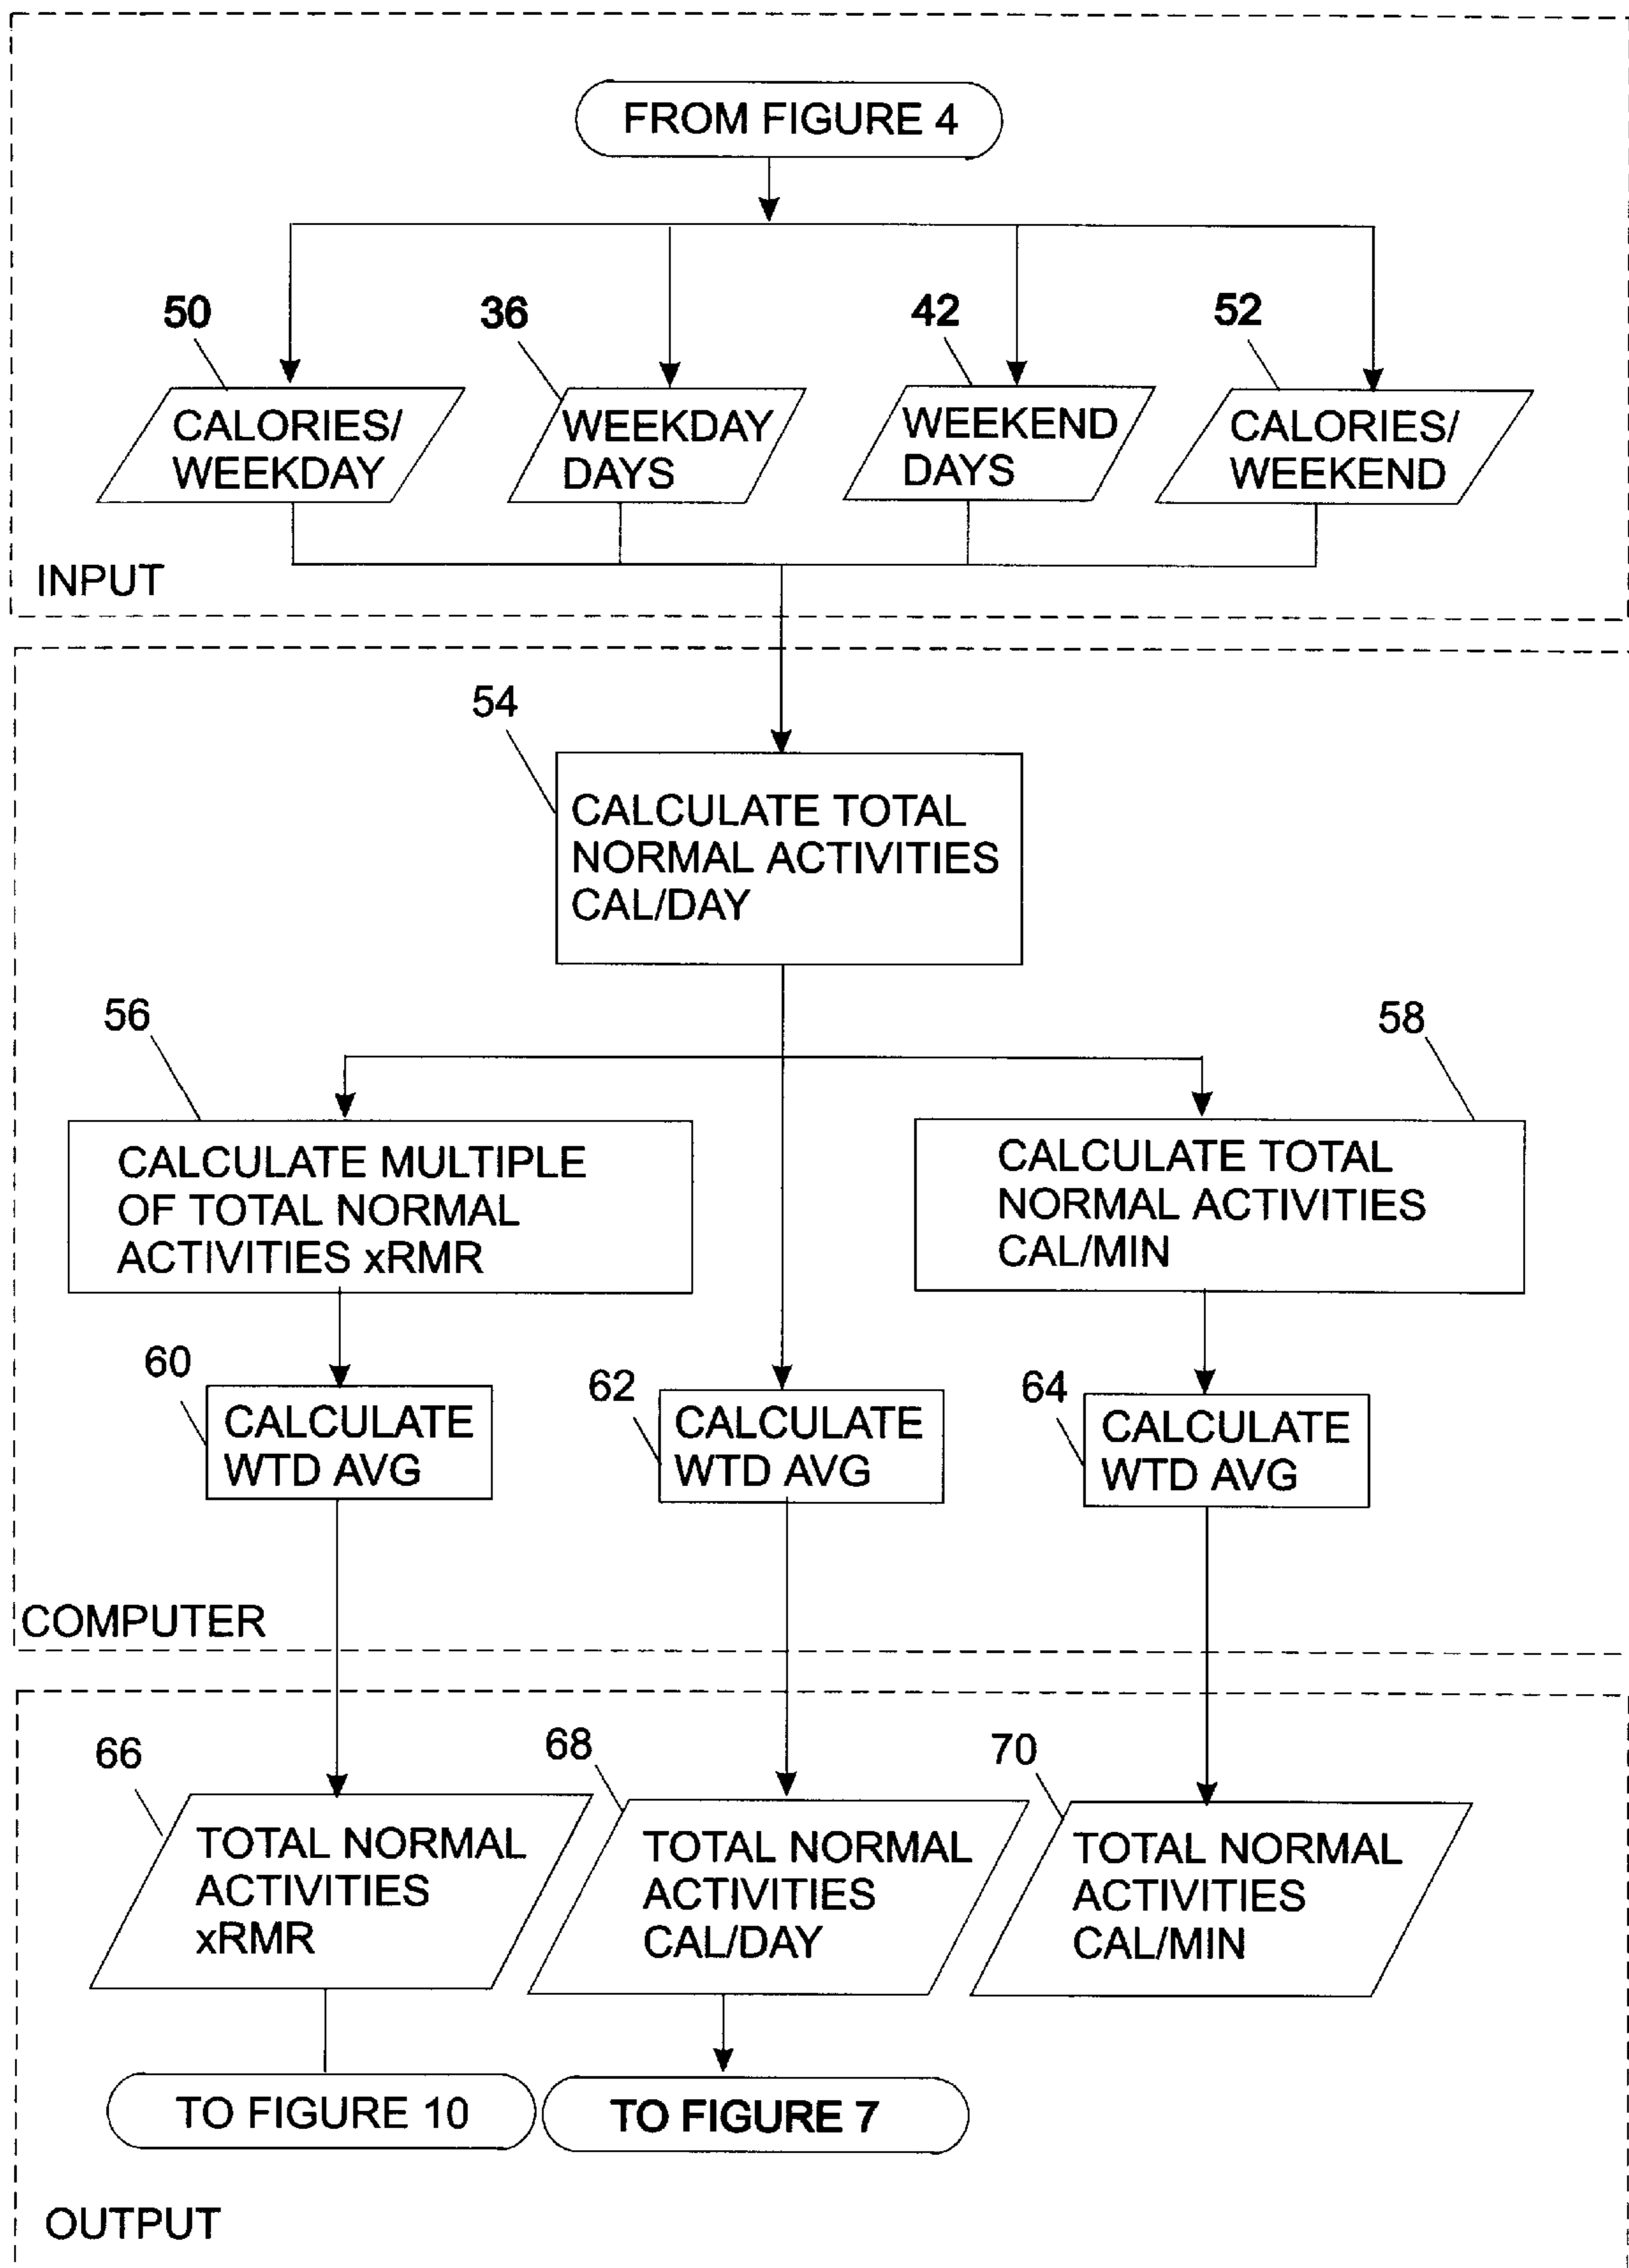 FROM FIGURE 4
50
36
42
52
CALORIES/
WEEKDAY
WEEKDAY
DAYS
WEEKEND
DAYS
CALORIES/
WEEKEND
INPUT
54
CALCULATE TOTAL
NORMAL ACTIVITIES
CAL/DAY
56
58
CALCULATE MULTIPLE
OF TOTAL NORMAL
ACTIVITIES xRMR
CALCULATE TOTAL
NORMAL ACTIVITIES
CAL/MIN
60
62
64
CALCULATE
WTD AVG
CALCULATE
WTD AVG
CALCULATE
WTD AVG
COMPUTER
66
68
70
TOTAL NORMAL
ACTIVITIES
xRMR
TOTAL NORMAL
ACTIVITIES
CAL/DAY
TOTAL NORMAL
ACTIVITIES
CAL/MIN
TO FIGURE 10
TO FIGURE 7
OUTPUT